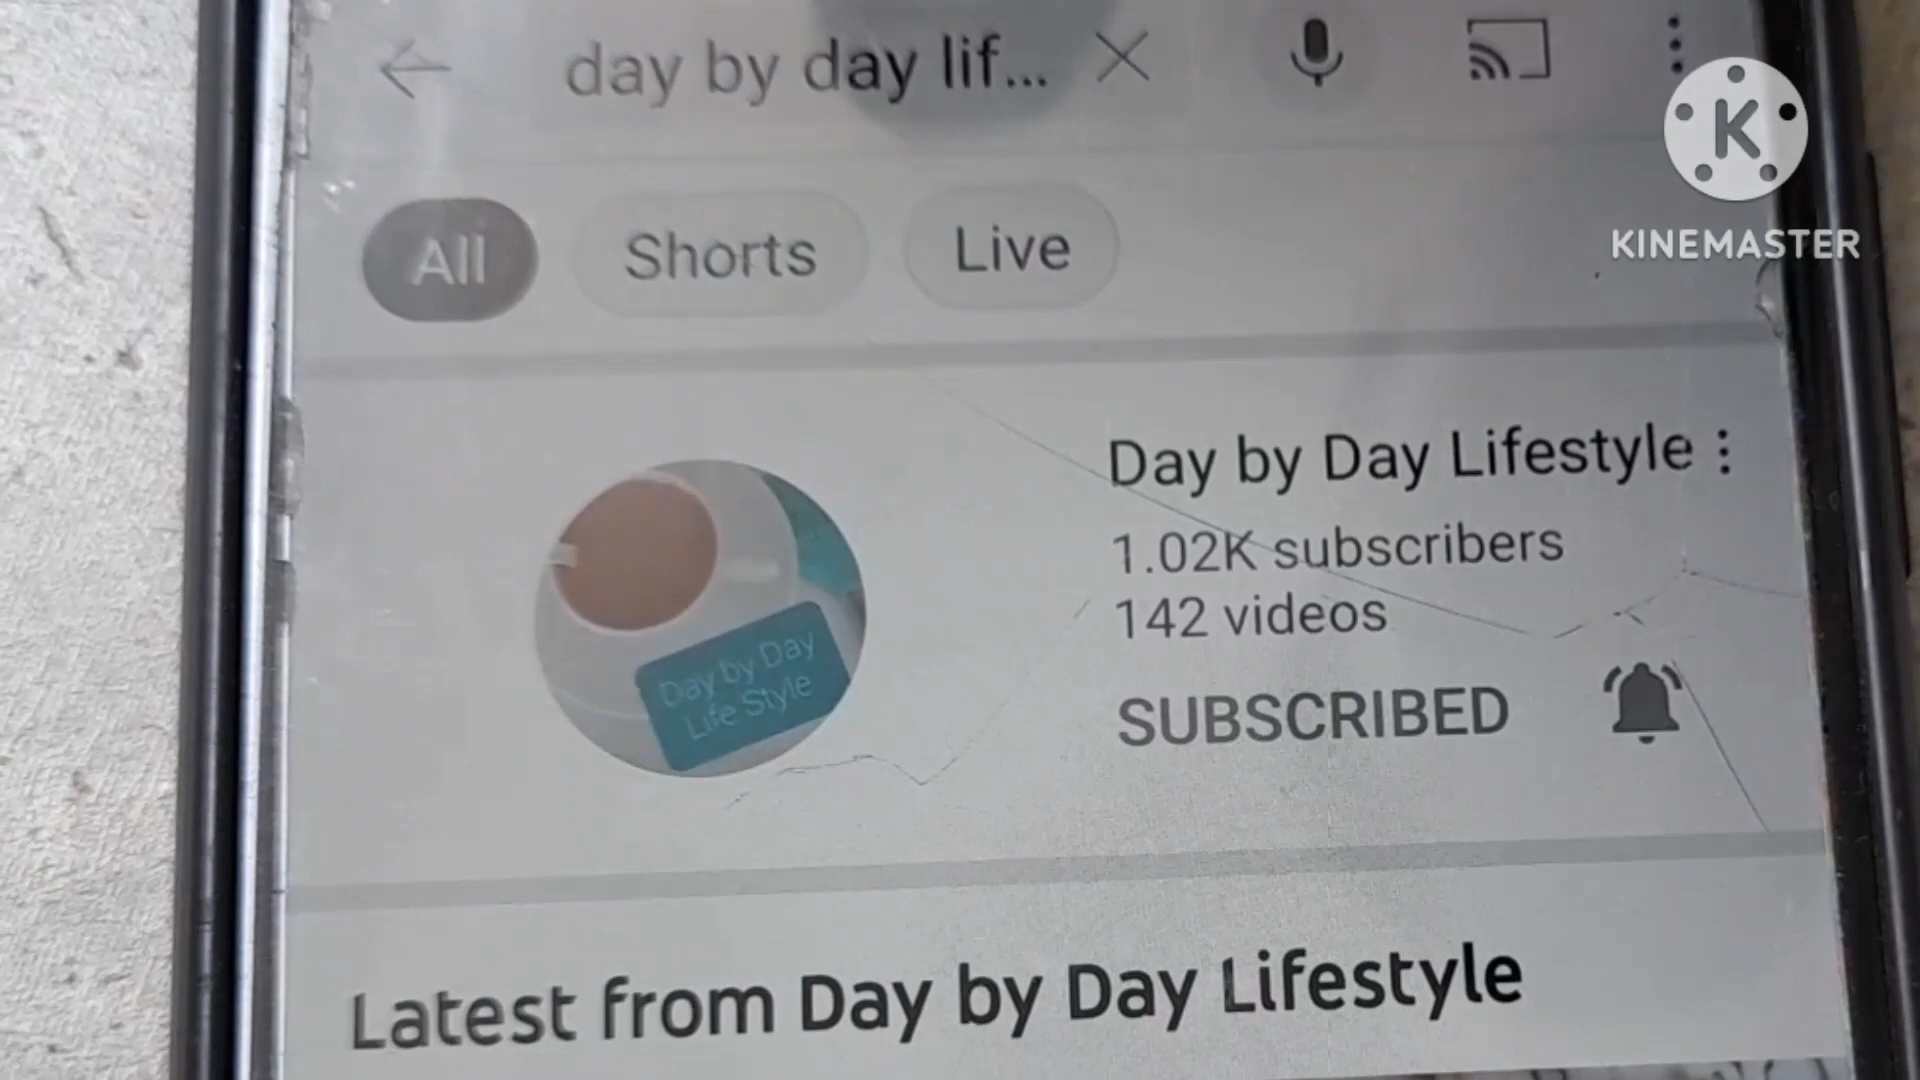 day by day lif...
K
KINEMASTER
All
Shorts
Live
Day by Day Lifestyle
1.02K subscribers
142 videos
SUBSCRIBED
Day by Day
Life Style
Latest from Day by Day Lifestyle